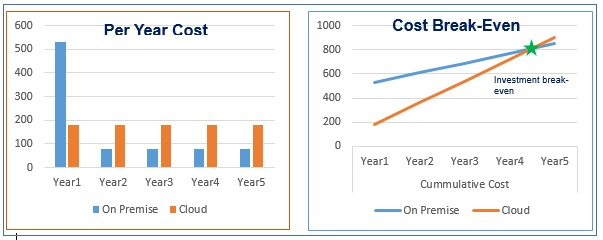 Per Year Cost
600
500
400
300
200
100
0
Year1 Year2 Year3 Year4 Year5
On Premise Cloud
Cost Break-Even
1000
800
600
400
200
0
Investment break-
even
Year1 Year2 Year3 Year4 Year5
Cummulative Cost
On Premise Cloud